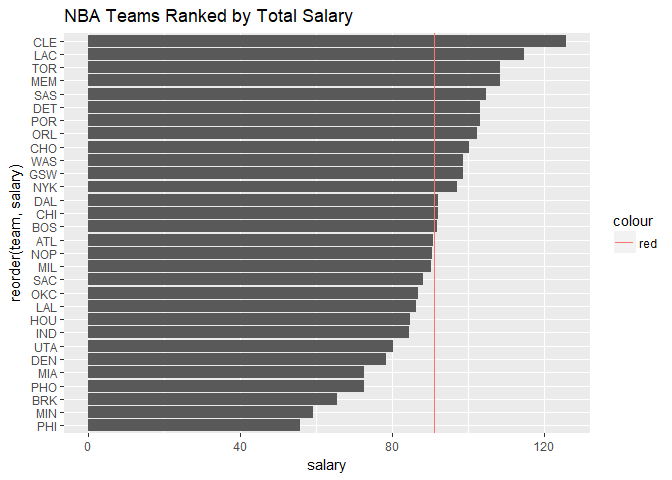 NBA Teams Ranked by Total Salary
CLE
LAC
TOR
MEM
SAS
DET
POR
ORL
CHO
WAS
GSW
NYK
DAL
CHI
BOS
ATL
NOP
MIL
SAC
OKC
LAL
HOU
IND
UTA
DEN
MIA
PHO
BRK
MIN
PHI
reorder(team, salary)
0 40 80 120
salary
colour
red